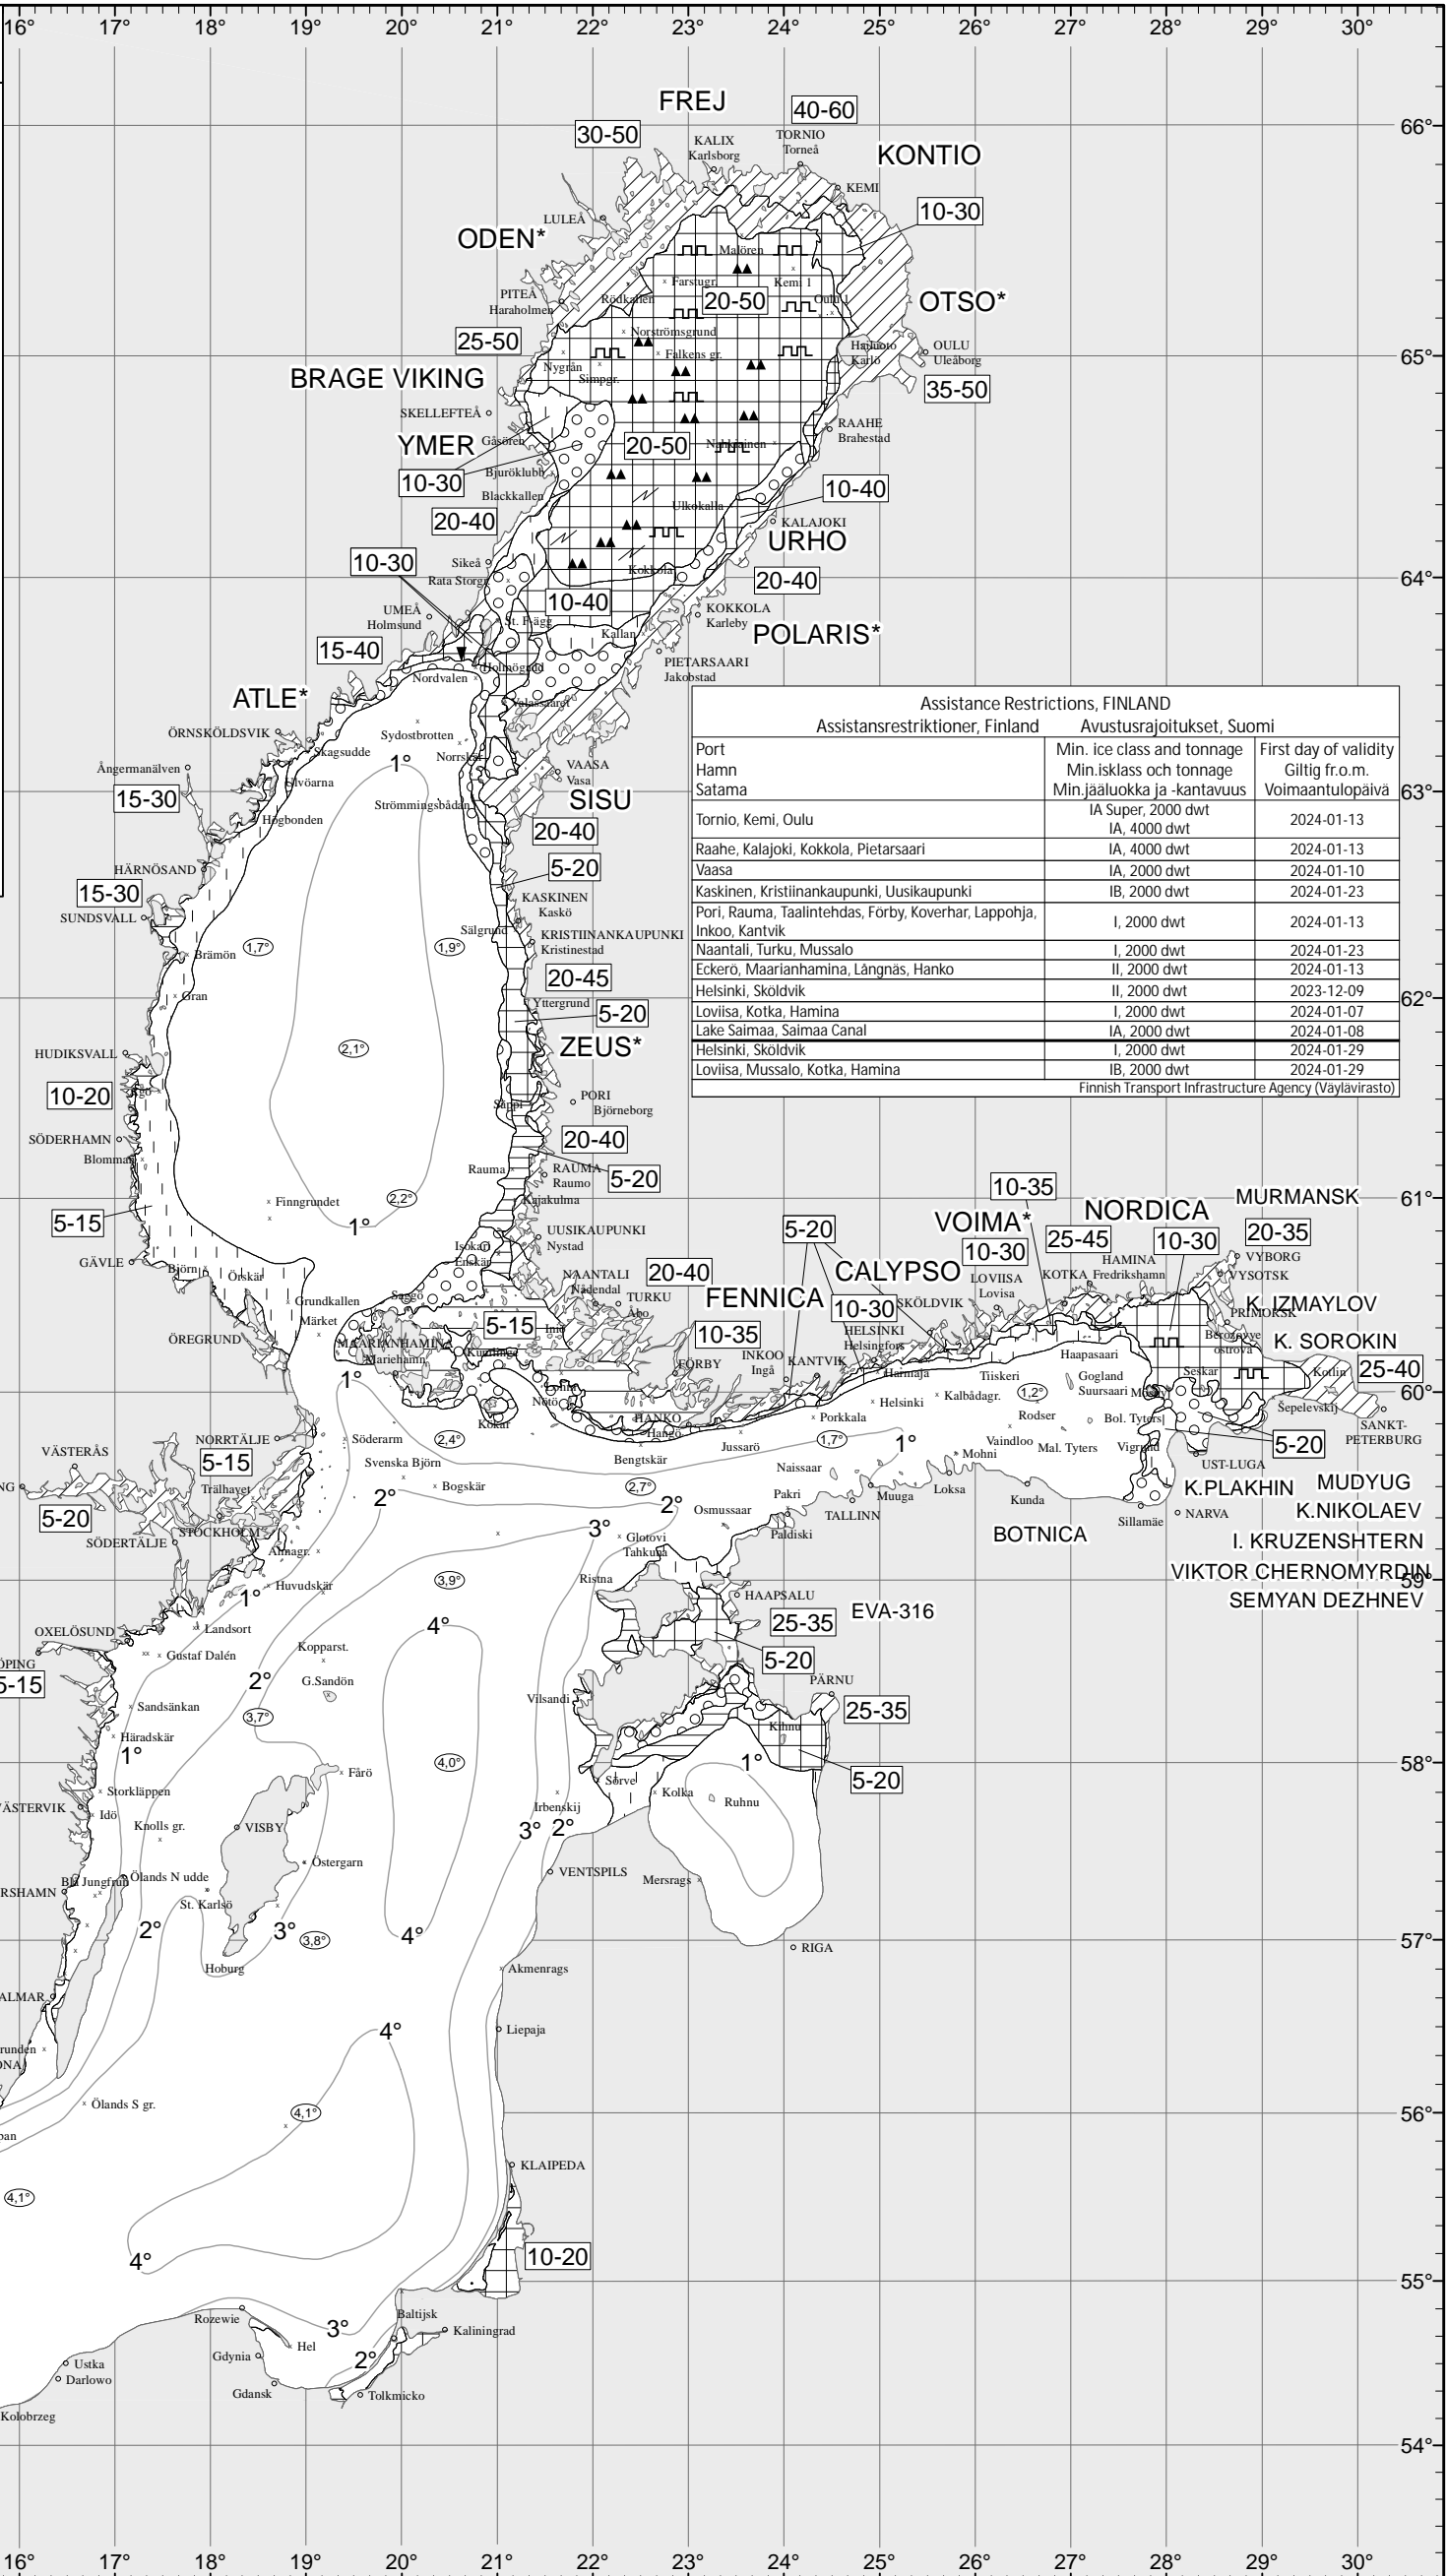 16° 17° 18° 19° 20° 21° 22° 23° 24° 25° 26° 27° 28° 29° 30°
FREJ
40-60
30-50
66°
KALIX
Karlsborg
TORNIO
Torneå
KONTIO
KEMI
10-30
LULEÅ
ODEN*
Malören
Farstugr.
Kemi 1
PITEÅ
Haraholmen
Rödkallen
20-50
Oulu 1
OTSO*
Norströmsgrund
25-50
Nygrån
Falkens gr.
Hailuoto
Karlö
OULU
Uleåborg
65°
Simpgr.
BRAGE VIKING
35-50
SKELLEFTEÅ
RAAHE
Brahestad
YMER
Gåsören
20-50
Nahkiainen
10-30
Bjuröklubb
10-40
Blackkallen
Ulkokalla
20-40
KALAJOKI
URHO
10-30
Sikeå
Rata Storgr.
Kokkola
20-40
64°
10-40
UMEÅ
Holmsund
St. Fjägg
KOKKOLA
Karleby
Kallan
POLARIS*
15-40
Holmögadd
PIETARSAARI
Jakobstad
Nordvalen
ATLE*
Valassaaret
Assistance Restrictions, FINLAND
Assistansrestriktioner, Finland Avustusrajoitukset, Suomi
Port Min. ice class and tonnage First day of validity
Hamn Min.isklass och tonnage Giltig fr.o.m.
Satama Min.jääluokka ja -kantavuus Voimaantulopäivä
Tornio, Kemi, Oulu IA Super, 2000 dwt 2024-01-13
IA, 4000 dwt
Raahe, Kalajoki, Kokkola, Pietarsaari IA, 4000 dwt 2024-01-13
Vaasa IA, 2000 dwt 2024-01-10
Kaskinen, Kristiinankaupunki, Uusikaupunki IB, 2000 dwt 2024-01-23
Pori, Rauma, Taalintehdas, Förby, Koverhar, Lappohja,
Inkoo, Kantvik I, 2000 dwt 2024-01-13
Naantali, Turku, Mussalo I, 2000 dwt 2024-01-23
Eckerö, Maarianhamina, Långnäs, Hanko II, 2000 dwt 2024-01-13
Helsinki, Sköldvik II, 2000 dwt 2023-12-09
Loviisa, Kotka, Hamina I, 2000 dwt 2024-01-07
Lake Saimaa, Saimaa Canal IA, 2000 dwt 2024-01-08
Helsinki, Sköldvik I, 2000 dwt 2024-01-29
Loviisa, Mussalo, Kotka, Hamina IB, 2000 dwt 2024-01-29
Finnish Transport Infrastructure Agency (Väylävirasto)
ÖRNSKÖLDSVIK
Skagsudde
Sydostbrotten
Norrskär
1°
Ångermanälven
VAASA
Vasa
15-30
Strömmingsbådan
SISU
63°
Högbonden
20-40
HÄRNÖSAND
5-20
15-30
KASKINEN
Kaskö
SUNDSVALL
Sälgrund
KRISTIINANKAUPUNKI
Kristinestad
Brämön
1,7°
1,9°
20-45
Gran
Yttergrund
62°
5-20
HUDIKSVALL
2,1°
ZEUS*
10-20
Säppi
PORI
Björneborg
SÖDERHAMN
20-40
Rauma
RAUMA
Raumo
5-20
Finngrundet
2,2°
Kajakulma
61°
5-15
1°
UUSIKAUPUNKI
Nystad
10-35
MURMANSK
VOIMA*
NORDICA
5-20
20-35
GÄVLE
Björn
Örskär
Isokari
Enskär
25-45
10-30
10-30
VYBORG
VYSOTSK
NAANTALI
Nådendal
20-40
CALYPSO
LOVIISA
Lovisa
KOTKA
HAMINA
Fredrikshamn
Grundkallen
Saggö
TURKU
Åbo
FENNICA
10-30
SKÖLDVIK
K. IZMAYLOV
PRIMORSK
Märket
ÖREGRUND
5-15
10-35
HELSINKI
Helsingfors
K. SOROKIN
MAARIANHAMINA
Mariehamn
Kumlinge
INKOO
Ingå
KANTVIK
Harmaja
Haapasaari
Berozovye
ostrova
FÖRBY
Tiiskeri
Gogland
Suursaari
Seskar
Kotlin
25-40
1°
Nötö
Helsinki
Kalbådagr.
1,2°
Šepelevskij
60°
Kökar
HANKO
Hangö
Porkkala
Rodser
Bol. Tyters
SANKT-
PETERBURG
NORRTÄLJE
Söderarm
2,4°
Jussarö
1,7°
1°
Vaindloo
Mal. Tyters
Vigrund
5-20
VÄSTERÅS
5-15
Svenska Björn
Bengtskär
Naissaar
Mohni
UST-LUGA
Trälhavet
Bogskär
2,7°
Pakri
Muuga
Loksa
Kunda
K.PLAKHIN
MUDYUG
5-20
2°
2°
Osmussaar
TALLINN
Sillamäe
NARVA
K.NIKOLAEV
STOCKHOLM
3°
Glotovi
Paldiski
BOTNICA
SÖDERTÄLJE
Almagr.
Tahkuna
I. KRUZENSHTERN
Huvudskär
3,9°
Ristna
VIKTOR CHERNOMYRDIN
59°
1°
HAAPSALU
SEMYAN DEZHNEV
EVA-316
Landsort
4°
25-35
OXELÖSUND
Gustaf Dalén
Kopparst.
5-20
5-15
2°
G.Sandön
PÄRNU
Vilsandi
25-35
Sandsänkan
3,7°
Kihnu
Häradskär
1°
4,0°
1°
58°
Fårö
5-20
Storkläppen
Sörve
Kolka
Ruhnu
Idö
Irbenskij
Knolls gr.
VISBY
3°
2°
Östergarn
VENTSPILS
Mersrags
Blå Jungfrun
Ölands N udde
St. Karlsö
2°
3°
3,8°
4°
57°
RIGA
Hoburg
Akmenrags
4°
Liepaja
Ölands S gr.
4,1°
56°
KLAIPEDA
4,1°
4°
10-20
55°
Rozewie
3°
Baltijsk
Kaliningrad
Hel
Gdynia
2°
Ustka
Darlowo
Gdansk
Tolkmicko
Kolobrzeg
54°
16° 17° 18° 19° 20° 21° 22° 23° 24° 25° 26° 27° 28° 29° 30°